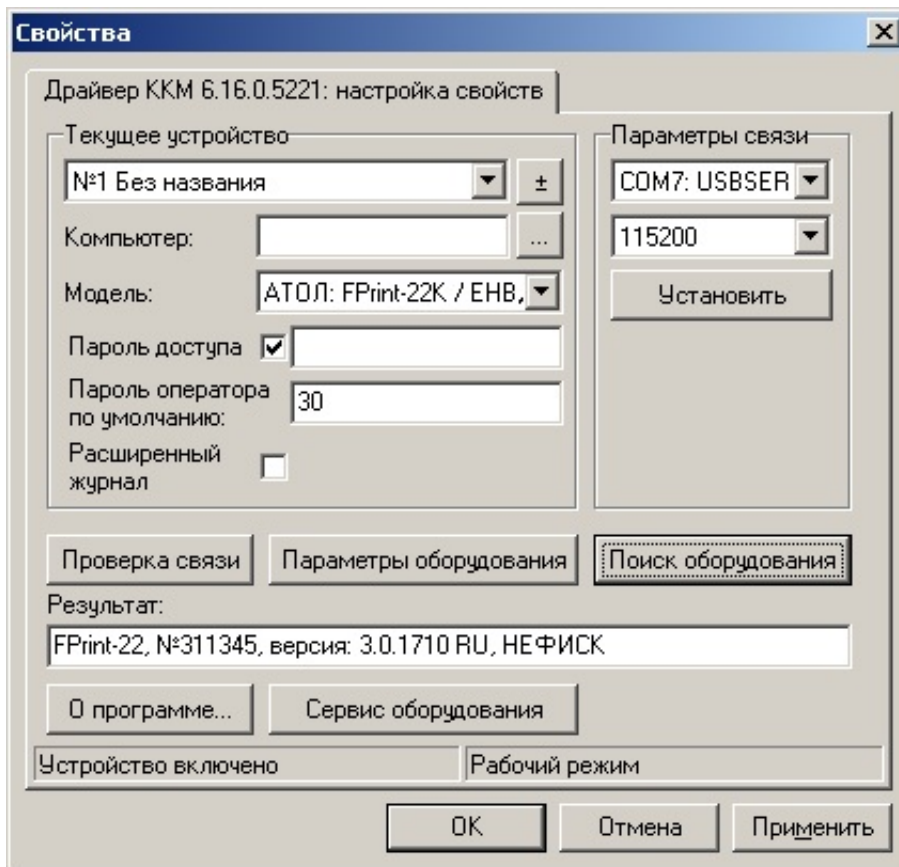 Свойства
Драйвер ККМ 6.16.0.5221: настройка свойств
Текущее устройство
№1 Без названия
±
Компьютер:
...
Модель:
АТОЛ: FPrint-22К / ЕНВ,
Пароль доступа
Пароль оператора
по умолчанию:
30
Расширенный
журнал
Параметры связи
COM7: USBSER
115200
Установить
Проверка связи
Параметры оборудования
Поиск оборудования
Результат:
FPrint-22, №311345, версия: 3.0.1710 RU, НЕФИСК
О программе...
Сервис оборудования
Устройство включено
Рабочий режим
OK
Отмена
Применить